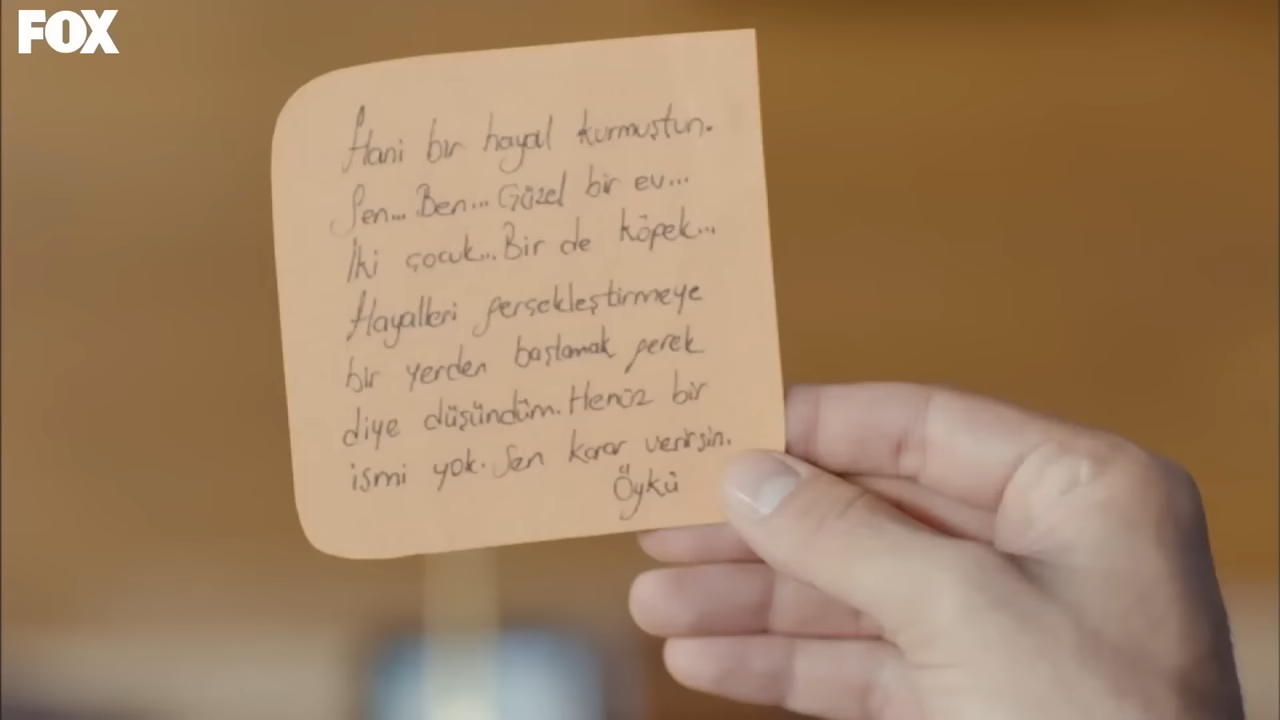 FOX
Hani bir hayal kurmuştun.
Sen... Ben... Güzel bir ev...
İki çocuk... Bir de köpek...
Hayalleri gerçekleştirmeye
bir yerden başlamak gerek
diye düşündüm. Henüz bir
ismi yok. Sen karar verirsin.
Öykü